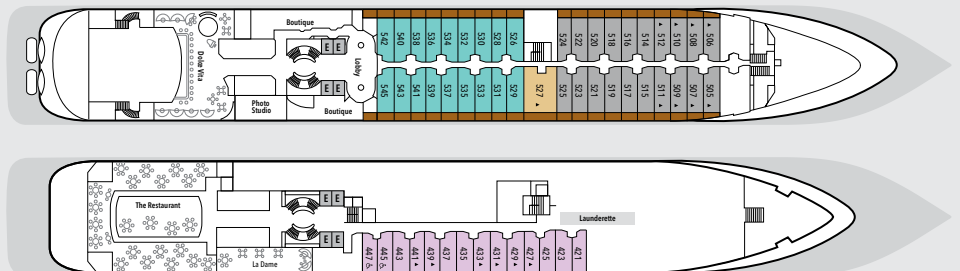 Boutique
E E
Dolce Vita
Lobby
542 540 538 536 534 532 530 528 526
524 522 520 518 516 514 512 510 508 506
E E
Photo
Studio
Boutique
545 543 541 539 537 535 533 531 529
527
525 523 521 519 517 515 511 509 507 505
E E
The Restaurant
Launderette
E E
La Dame
447 445 443 441 439 437 435 433 431 429 427 425 423 421